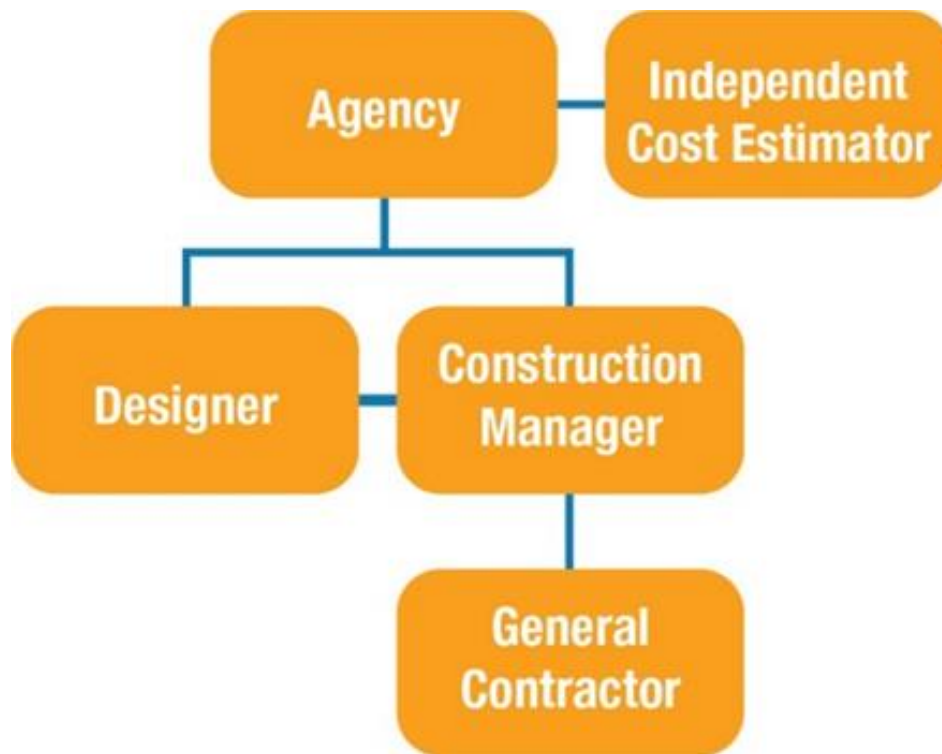 Agency
Independent
Cost Estimator
Designer
Construction
Manager
General
Contractor